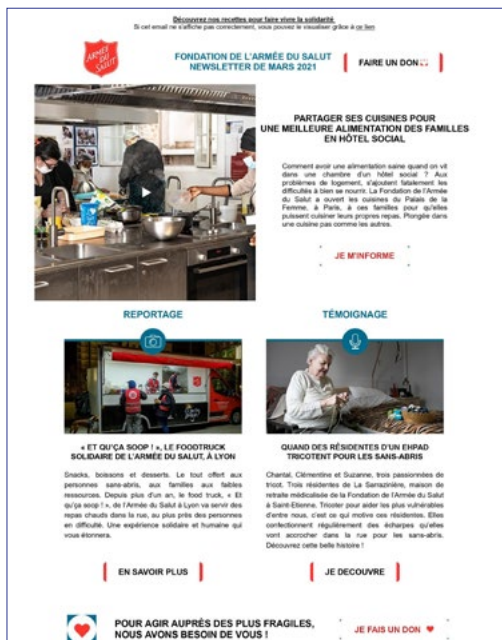 Découvrez nos recettes pour faire vivre la solidarité
Si cet email ne s'affiche pas correctement, vous pouvez le visualiser grâce à ce lien
ARMÉE
DU
SALUT
FONDATION DE L'ARMÉE DU SALUT
NEWSLETTER DE MARS 2021
FAIRE UN DON
PARTAGER SES CUISINES POUR
UNE MEILLEURE ALIMENTATION DES FAMILLES
EN HÔTEL SOCIAL
Comment avoir une alimentation saine quand on vit
dans une chambre d'un hôtel social ? Aux
problèmes de logement, s'ajoutent fatalement les
difficultés à bien se nourrir. La Fondation de l'Armée
du Salut a ouvert les cuisines du Palais de la
Femme, à Paris, à ces familles pour qu'elles
puissent cuisiner leurs propres repas. Plongée dans
une cuisine pas comme les autres.
JE M'INFORME
REPORTAGE
« ET QU'ÇA SOOP ! », LE FOODTRUCK
SOLIDAIRE DE L'ARMÉE DU SALUT, À LYON
Snacks, boissons et desserts. Le tout offert aux
personnes sans-abris, aux familles aux faibles
ressources. Depuis plus d'un an, le food truck, « Et
qu'ça soop ! », de l'Armée du Salut à Lyon va servir des
repas chauds dans la rue, au plus près des personnes
en difficulté. Une expérience solidaire et humaine qui
vous étonnera.
EN SAVOIR PLUS
TÉMOIGNAGE
QUAND DES RÉSIDENTES D'UN EHPAD
TRICOTENT POUR LES SANS-ABRIS
Chantal, Clémentine et Suzanne, trois passionnées de
tricot. Trois résidentes de La Sarrazinière, maison de
retraite médicalisée de la Fondation de l'Armée du Salut
à Saint-Etienne. Tricoter pour aider les plus vulnérables
d'entre nous, c'est ce qui motive ces résidentes. Elles
confectionnent régulièrement des écharpes qu'elles
vont accrocher dans la rue pour les sans-abris.
Découvrez cette belle histoire !
JE DECOUVRE
POUR AGIR AUPRÈS DES PLUS FRAGILES,
NOUS AVONS BESOIN DE VOUS !
JE FAIS UN DON